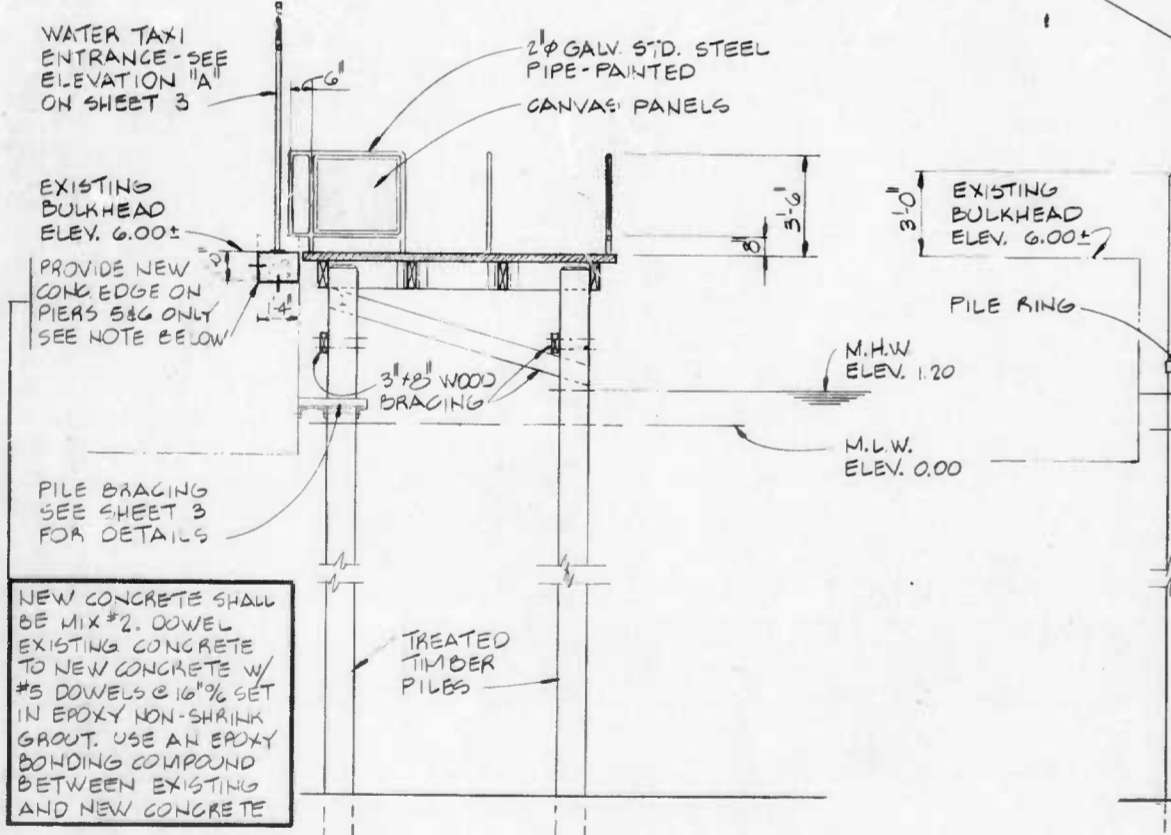 WATER TAXI
ENTRANCE-SEE
ELEVATION "A"
ON SHEET 3
6"
2"φ GALV. STD. STEEL
PIPE-PAINTED
CANVAS PANELS
EXISTING
BULKHEAD
ELEV. 6.00±
PROVIDE NEW
CONC. EDGE ON
PIERS 5&6 ONLY
SEE NOTE BELOW
8"
3'-6"
3'-0"
EXISTING
BULKHEAD
ELEV. 6.00±
PILE RING
3"x8" WOOD
BRACING
M.H.W.
ELEV. 1.20
M.L.W.
ELEV. 0.00
PILE BRACING
SEE SHEET 3
FOR DETAILS
NEW CONCRETE SHALL
BE MIX #2. DOWEL
EXISTING CONCRETE
TO NEW CONCRETE W/
#5 DOWELS @ 16" % SET
IN EPOXY NON-SHRINK
GROUT. USE AN EPOXY
BONDING COMPOUND
BETWEEN EXISTING
AND NEW CONCRETE
TREATED
TIMBER
PILES